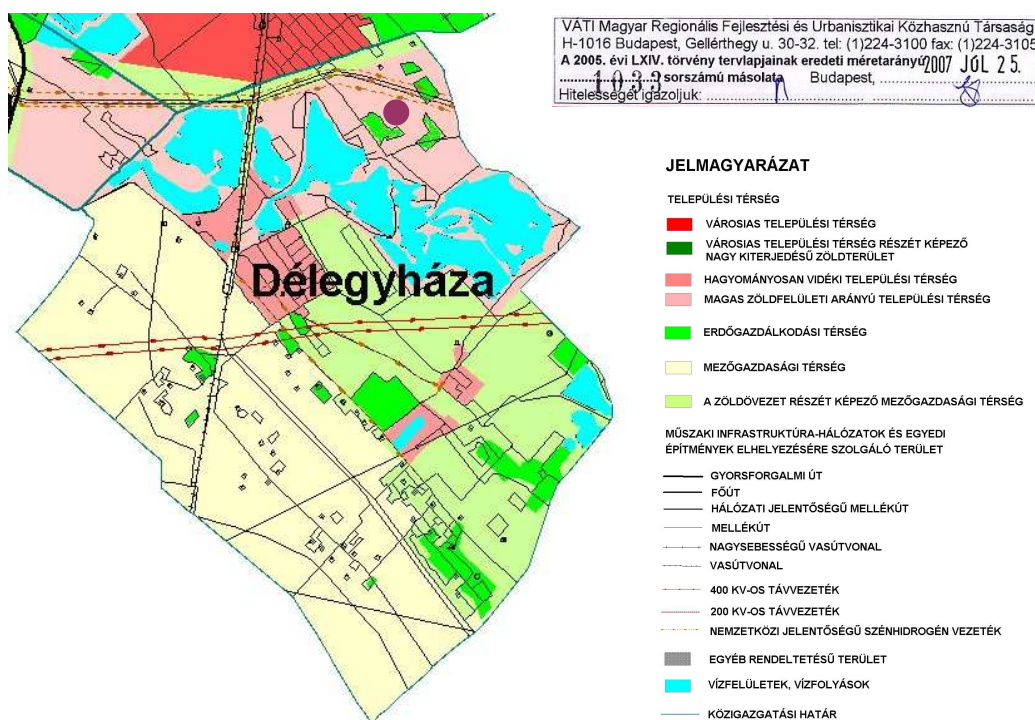 VÁTI Magyar Regionális Fejlesztési és Urbanisztikai Közhasznú Társaság
H-1016 Budapest, Gellérthegy u. 30-32. tel: (1)224-3100 fax: (1)224-3105
A 2005. évi LXIV. törvény tervlapjainak eredeti méretarányú 2007 JÚL 25.
1033 sorszámú másolata Budapest,
Hitelességét igazoljuk:
Délegyháza
JELMAGYARÁZAT
TELEPÜLÉSI TÉRSÉG
VÁROSIAS TELEPÜLÉSI TÉRSÉG
VÁROSIAS TELEPÜLÉSI TÉRSÉG RÉSZÉT KÉPEZŐ
NAGY KITERJEDÉSŰ ZÖLDTERÜLET
HAGYOMÁNYOSAN VIDÉKI TELEPÜLÉSI TÉRSÉG
MAGAS ZÖLDFELÜLETI ARÁNYÚ TELEPÜLÉSI TÉRSÉG
ERDŐGAZDÁLKODÁSI TÉRSÉG
MEZŐGAZDASÁGI TÉRSÉG
A ZÖLDÖVEZET RÉSZÉT KÉPEZŐ MEZŐGAZDASÁGI TÉRSÉG
MŰSZAKI INFRASTRUKTÚRA-HÁLÓZATOK ÉS EGYEDI
ÉPÍTMÉNYEK ELHELYEZÉSÉRE SZOLGÁLÓ TERÜLET
GYORSFORGALMI ÚT
FŐÚT
HÁLÓZATI JELENTŐSÉGŰ MELLÉKÚT
MELLÉKÚT
NAGYSEBESSÉGŰ VASÚTVONAL
VASÚTVONAL
400 KV-OS TÁVVEZETÉK
200 KV-OS TÁVVEZETÉK
NEMZETKÖZI JELENTŐSÉGŰ SZÉNHIDROGÉN VEZETÉK
EGYÉB RENDELTETÉSŰ TERÜLET
VÍZFELÜLETEK, VÍZFOLYÁSOK
KÖZIGAZGATÁSI HATÁR